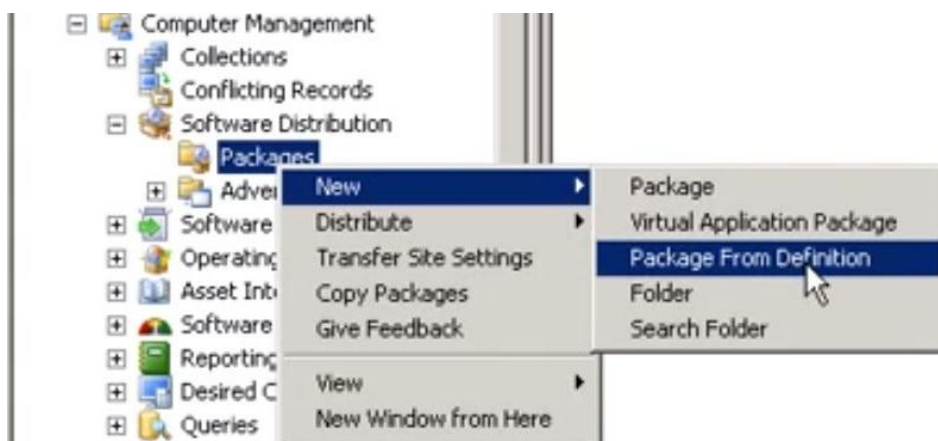 Computer Management
Collections
Conflicting Records
Software Distribution
Packages
Adve
Software
Operating
Asset Int
Software
Reporting
Desired C
Queries
New
Distribute
Transfer Site Settings
Copy Packages
Give Feedback
View
New Window from Here
Package
Virtual Application Package
Package From Definition
Folder
Search Folder